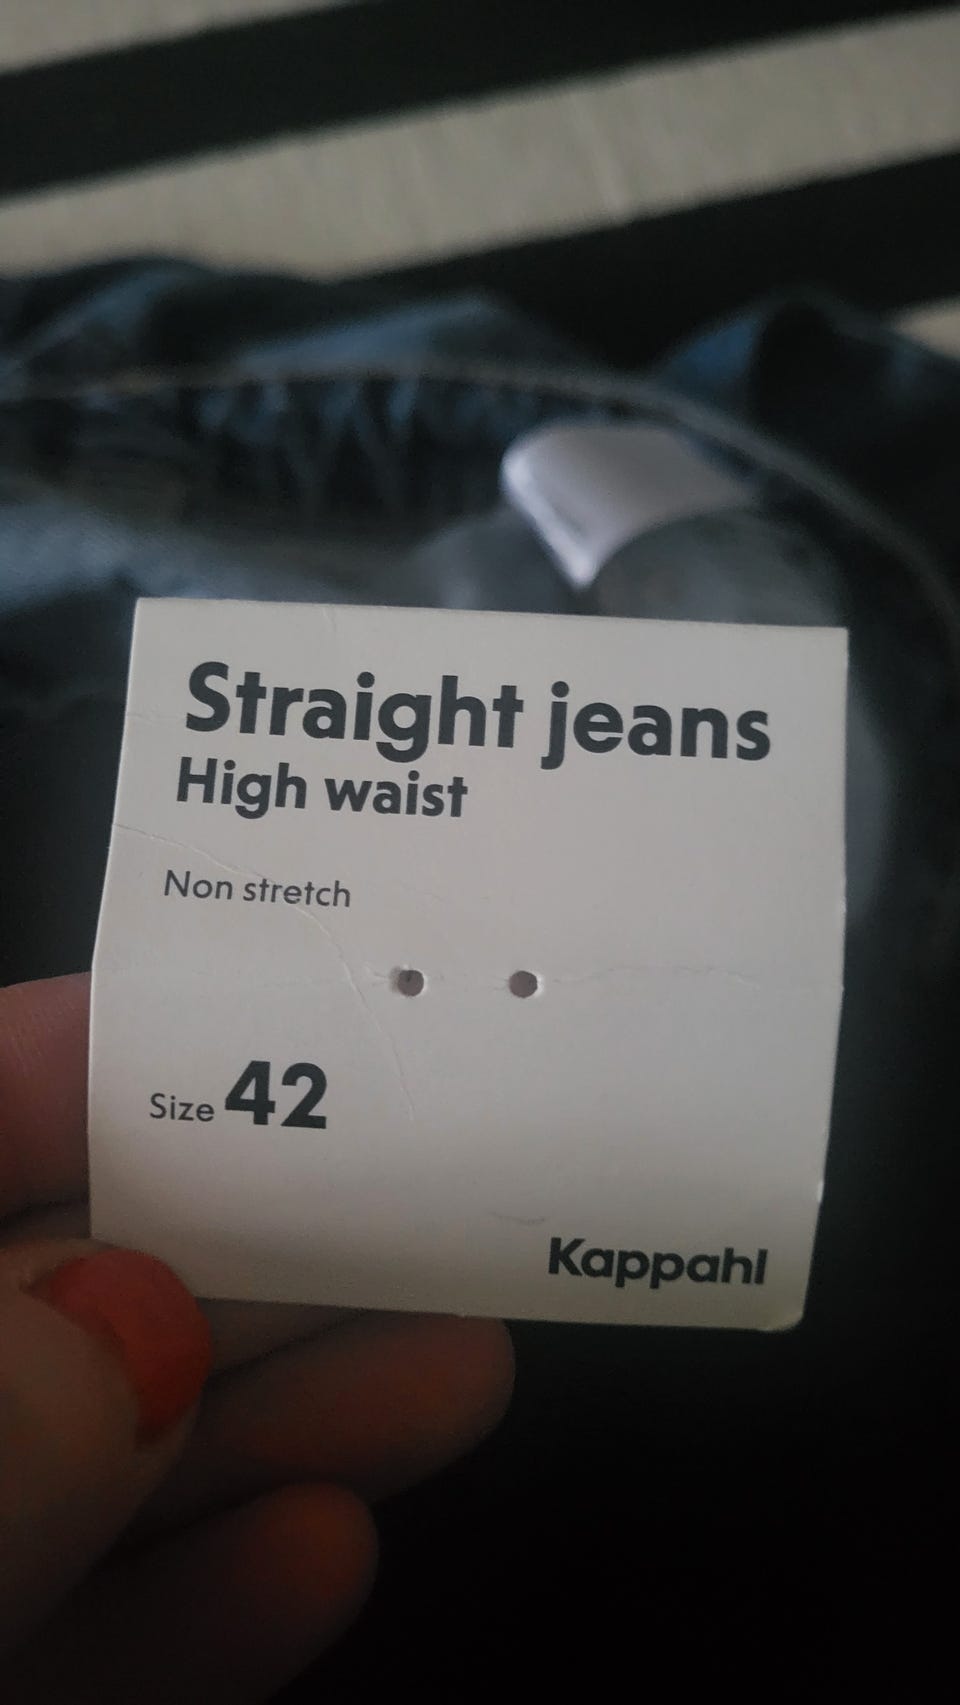 Straight jeans
High waist
Non stretch
Size 42
Kappahl